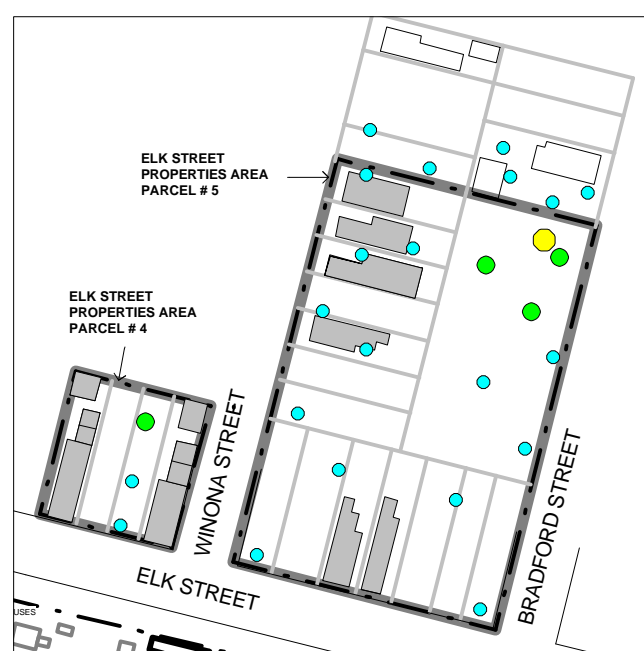 ELK STREET
PROPERTIES AREA
PARCEL # 5
ELK STREET
PROPERTIES AREA
PARCEL # 4
WINONA STREET
BRADFORD STREET
ELK STREET
USES